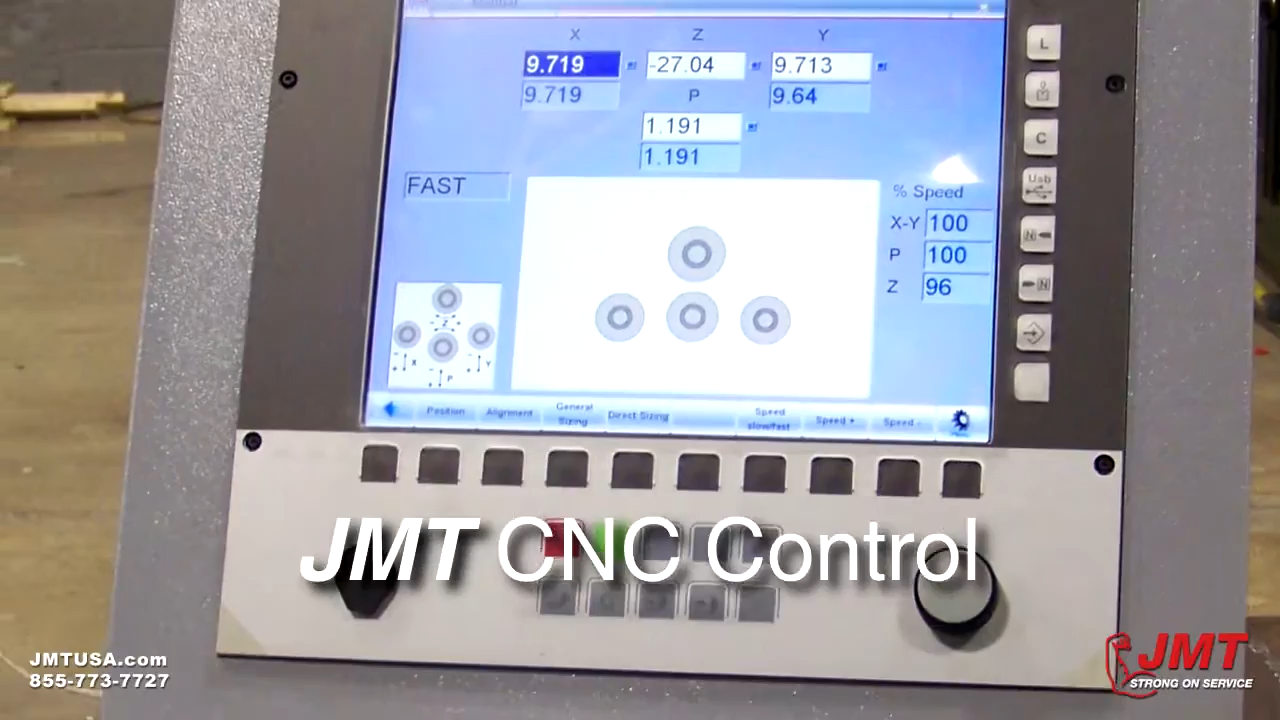 X Z Y
9.719 -27.04 9.713
9.719 P 9.64
1.191
1.191
FAST
% Speed
X-Y 100
P 100
Z 96
Z
X
P
Y
Position Alignment General Sizing Direct Sizing Speed slow/fast Speed + Speed -
L
C
Usb
N
N
JMT CNC Control
JMTUSA.com
855-773-7727
JMT
STRONG ON SERVICE